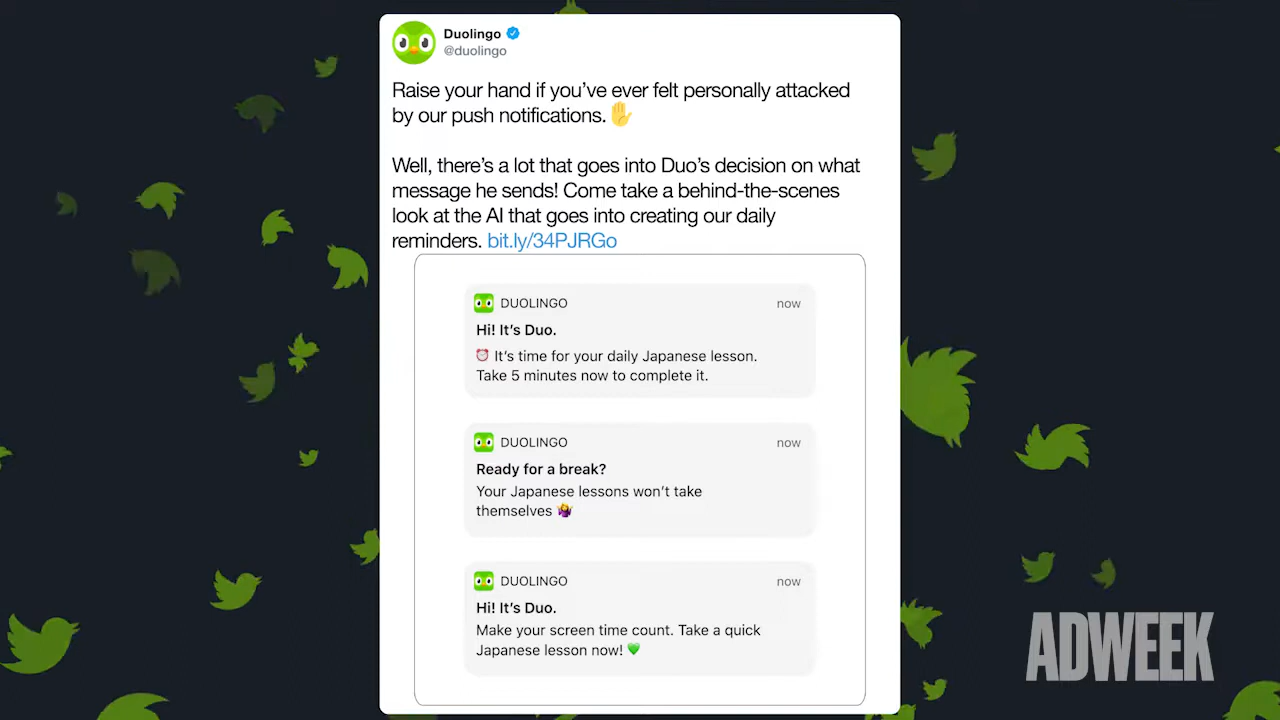 Duolingo
@duolingo
Raise your hand if you’ve ever felt personally attacked
by our push notifications.✋
Well, there’s a lot that goes into Duo’s decision on what
message he sends! Come take a behind-the-scenes
look at the AI that goes into creating our daily
reminders. bit.ly/34PJRGo
DUOLINGO now
Hi! It’s Duo.
⏰ It’s time for your daily Japanese lesson.
Take 5 minutes now to complete it.
DUOLINGO now
Ready for a break?
Your Japanese lessons won’t take
themselves 🤷‍♀️
DUOLINGO now
Hi! It’s Duo.
Make your screen time count. Take a quick
Japanese lesson now! 💚
ADWEEK